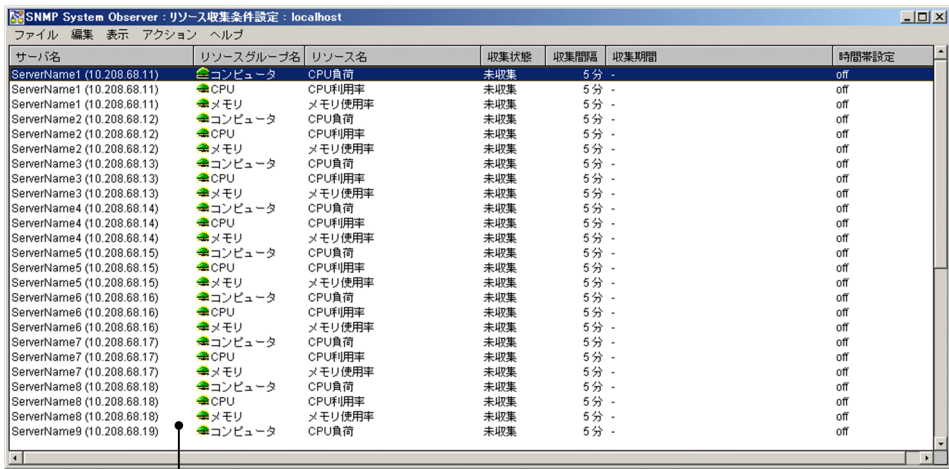 SNMP System Observer : リソース収集条件設定 : localhost
ファイル 編集 表示 アクション ヘルプ
サーバ名 リソースグループ名 リソース名 収集状態 収集間隔 収集期間 時間帯設定
ServerName1 (10.208.68.11) コンピュータ CPU負荷 未収集 5分 - off
ServerName1 (10.208.68.11) CPU CPU利用率 未収集 5分 - off
ServerName1 (10.208.68.11) メモリ メモリ使用率 未収集 5分 - off
ServerName2 (10.208.68.12) コンピュータ CPU負荷 未収集 5分 - off
ServerName2 (10.208.68.12) CPU CPU利用率 未収集 5分 - off
ServerName2 (10.208.68.12) メモリ メモリ使用率 未収集 5分 - off
ServerName3 (10.208.68.13) コンピュータ CPU負荷 未収集 5分 - off
ServerName3 (10.208.68.13) CPU CPU利用率 未収集 5分 - off
ServerName3 (10.208.68.13) メモリ メモリ使用率 未収集 5分 - off
ServerName4 (10.208.68.14) コンピュータ CPU負荷 未収集 5分 - off
ServerName4 (10.208.68.14) CPU CPU利用率 未収集 5分 - off
ServerName4 (10.208.68.14) メモリ メモリ使用率 未収集 5分 - off
ServerName5 (10.208.68.15) コンピュータ CPU負荷 未収集 5分 - off
ServerName5 (10.208.68.15) CPU CPU利用率 未収集 5分 - off
ServerName5 (10.208.68.15) メモリ メモリ使用率 未収集 5分 - off
ServerName6 (10.208.68.16) コンピュータ CPU負荷 未収集 5分 - off
ServerName6 (10.208.68.16) CPU CPU利用率 未収集 5分 - off
ServerName6 (10.208.68.16) メモリ メモリ使用率 未収集 5分 - off
ServerName7 (10.208.68.17) コンピュータ CPU負荷 未収集 5分 - off
ServerName7 (10.208.68.17) CPU CPU利用率 未収集 5分 - off
ServerName7 (10.208.68.17) メモリ メモリ使用率 未収集 5分 - off
ServerName8 (10.208.68.18) コンピュータ CPU負荷 未収集 5分 - off
ServerName8 (10.208.68.18) CPU CPU利用率 未収集 5分 - off
ServerName8 (10.208.68.18) メモリ メモリ使用率 未収集 5分 - off
ServerName9 (10.208.68.19) コンピュータ CPU負荷 未収集 5分 - off